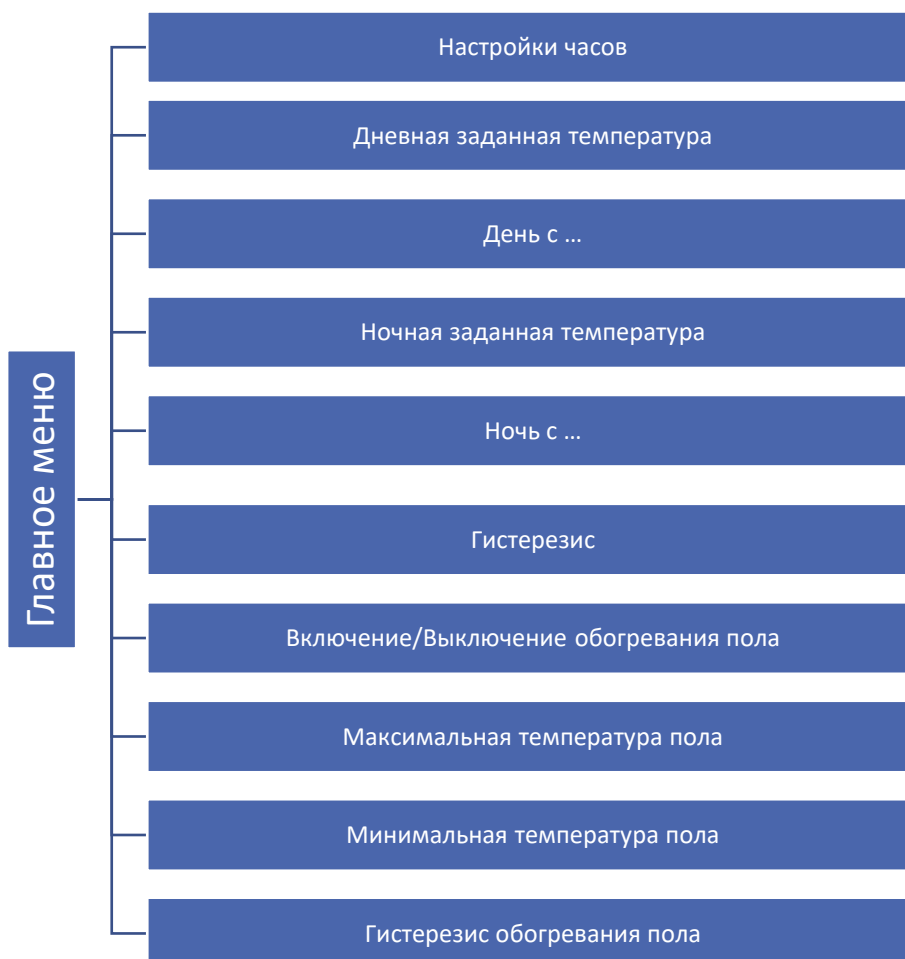 Главное меню
Настройки часов
Дневная заданная температура
День с ...
Ночная заданная температура
Ночь с ...
Гистерезис
Включение/Выключение обогревания пола
Максимальная температура пола
Минимальная температура пола
Гистерезис обогревания пола